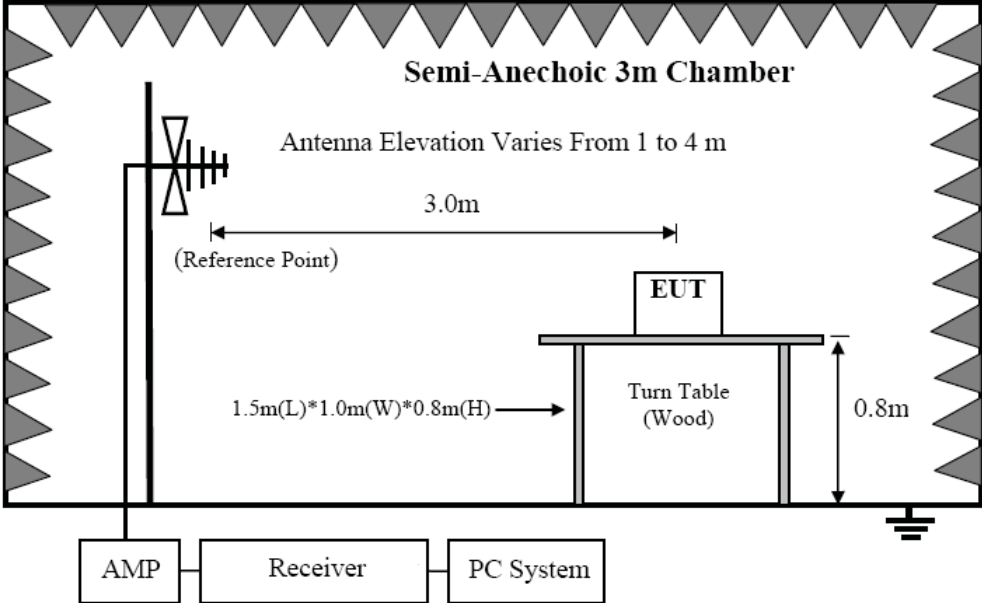 Semi-Anechoic 3m Chamber
Antenna Elevation Varies From 1 to 4 m
3.0m
(Reference Point)
EUT
1.5m(L)*1.0m(W)*0.8m(H)
Turn Table
(Wood)
0.8m
AMP
Receiver
PC System